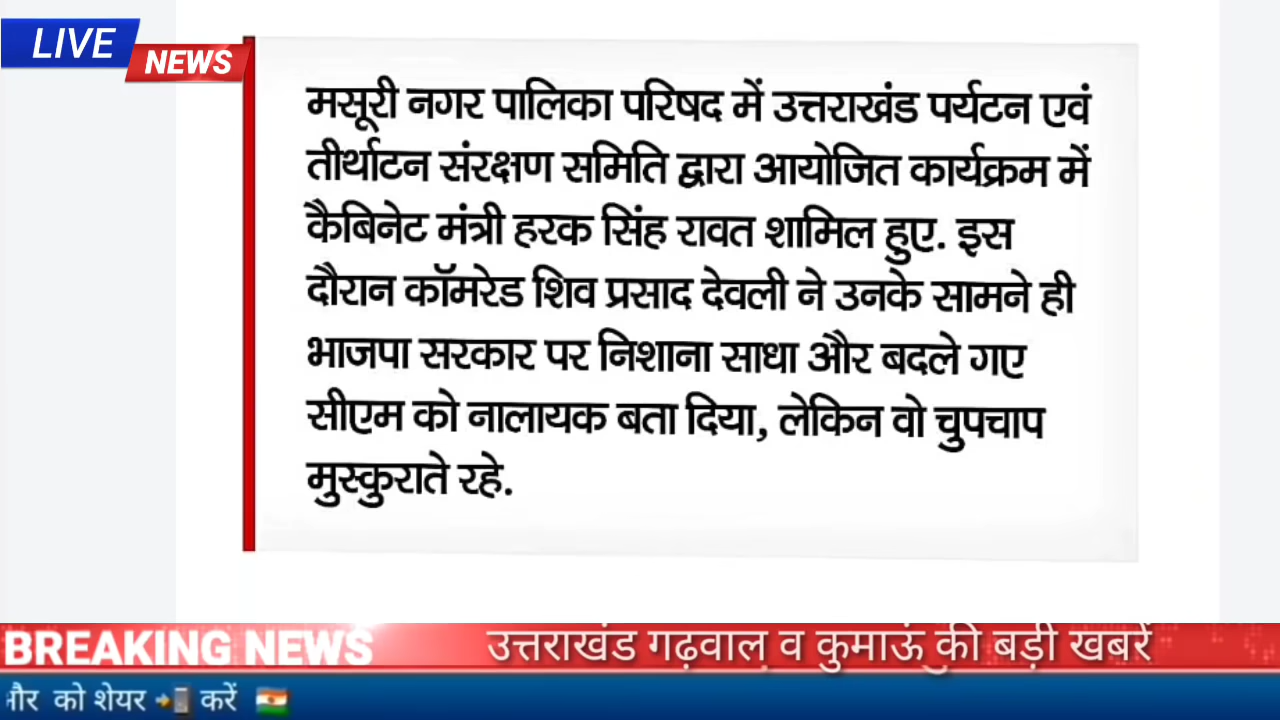 LIVE
NEWS
मसूरी नगर पालिका परिषद में उत्तराखंड पर्यटन एवं
तीर्थाटन संरक्षण समिति द्वारा आयोजित कार्यक्रम में
कैबिनेट मंत्री हरक सिंह रावत शामिल हुए. इस
दौरान कॉमरेड शिव प्रसाद देवली ने उनके सामने ही
भाजपा सरकार पर निशाना साधा और बदले गए
सीएम को नालायक बता दिया, लेकिन वो चुपचाप
मुस्कुराते रहे.
BREAKING NEWS
उत्तराखंड गढ़वाल व कुमाऊं की बड़ी खबरें
और को शेयर करें